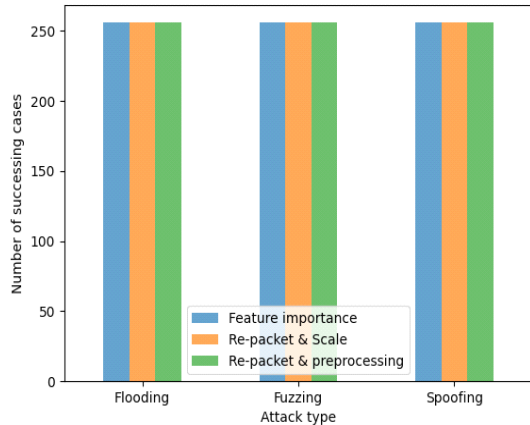 250
200
150
100
50
0
Number of successing cases
Feature importance
Re-packet & Scale
Re-packet & preprocessing
Flooding Fuzzing Spoofing
Attack type